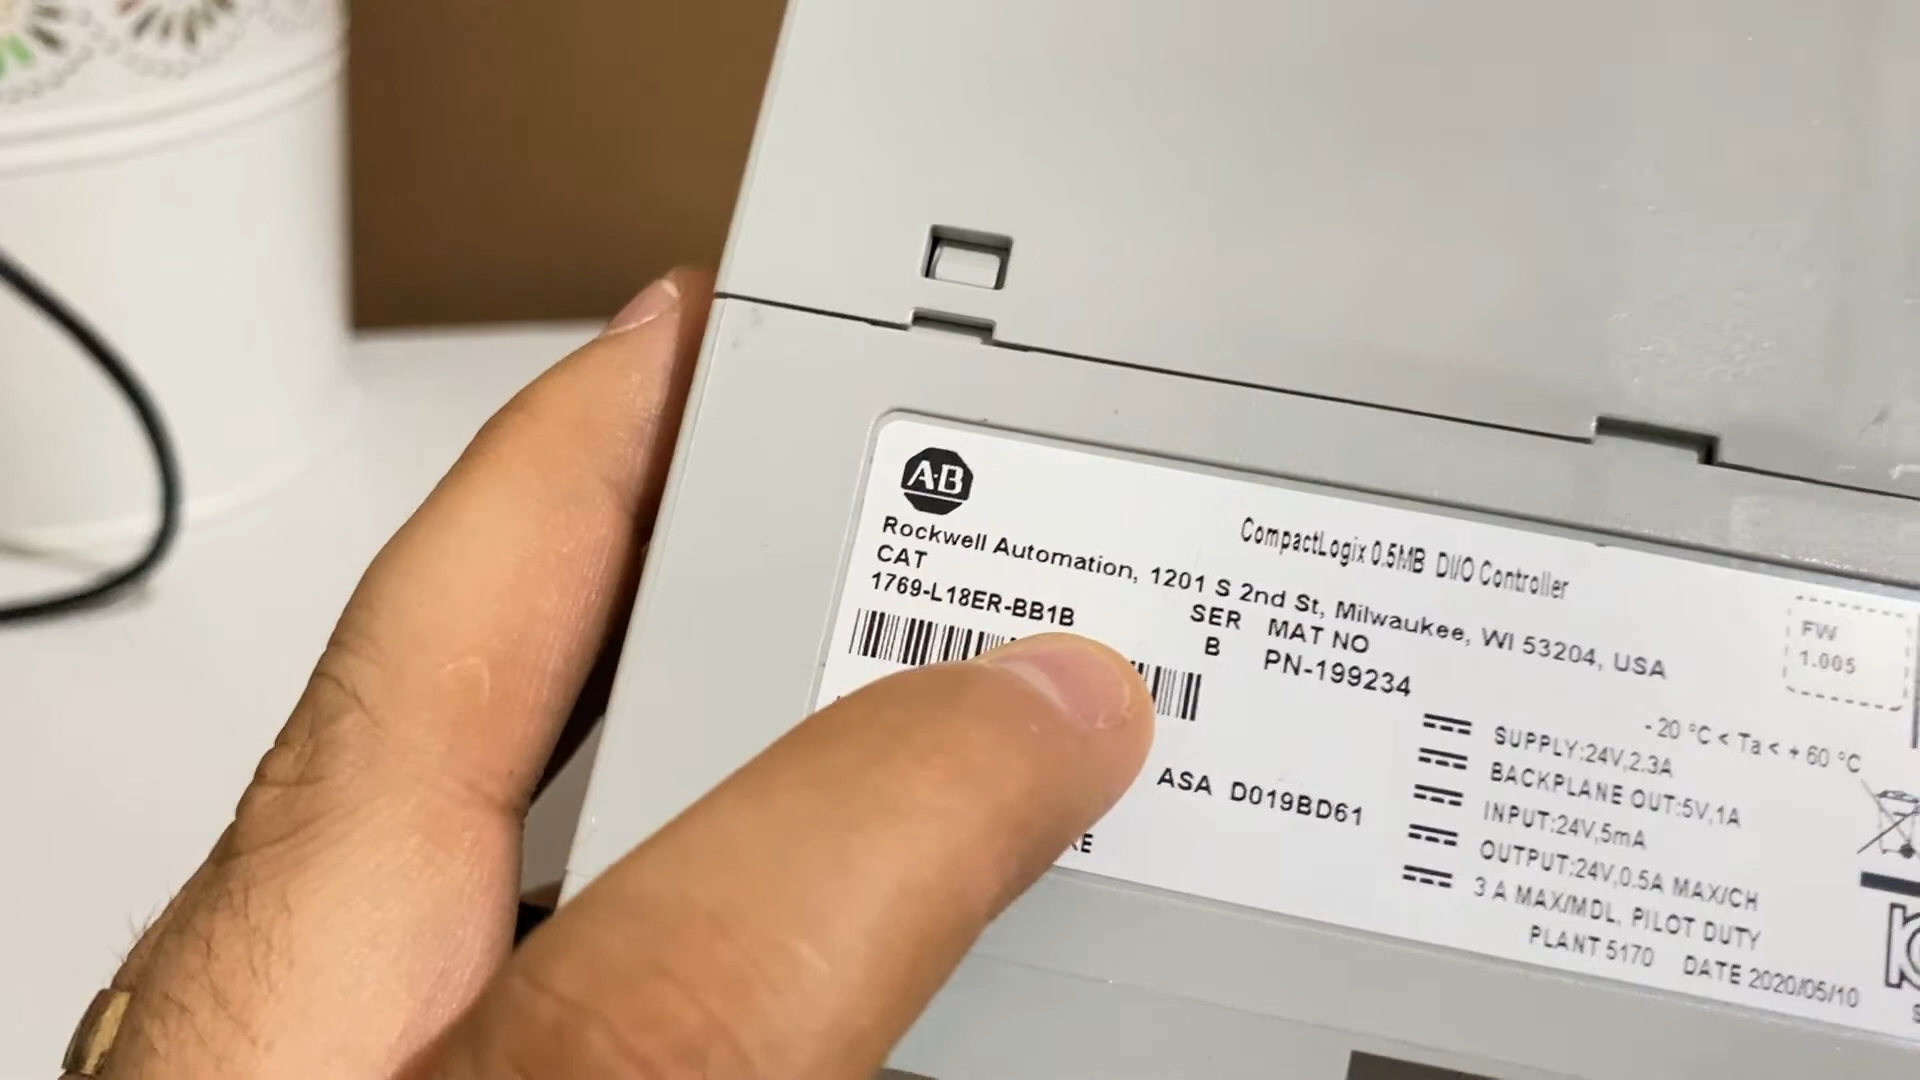 A·B
CompactLogix 0.5MB DI/O Controller
Rockwell Automation, 1201 S 2nd St, Milwaukee, WI 53204, USA
CAT
1769-L18ER-BB1B
SER
B
MAT NO
PN-199234
FW
1.005
- 20 °C < Ta < + 60 °C
SUPPLY:24V,2.3A
BACKPLANE OUT:5V,1A
INPUT:24V,5mA
OUTPUT:24V,0.5A MAX/CH
3 A MAX/MDL, PILOT DUTY
ASA D019BD61
PLANT 5170 DATE 2020/05/10